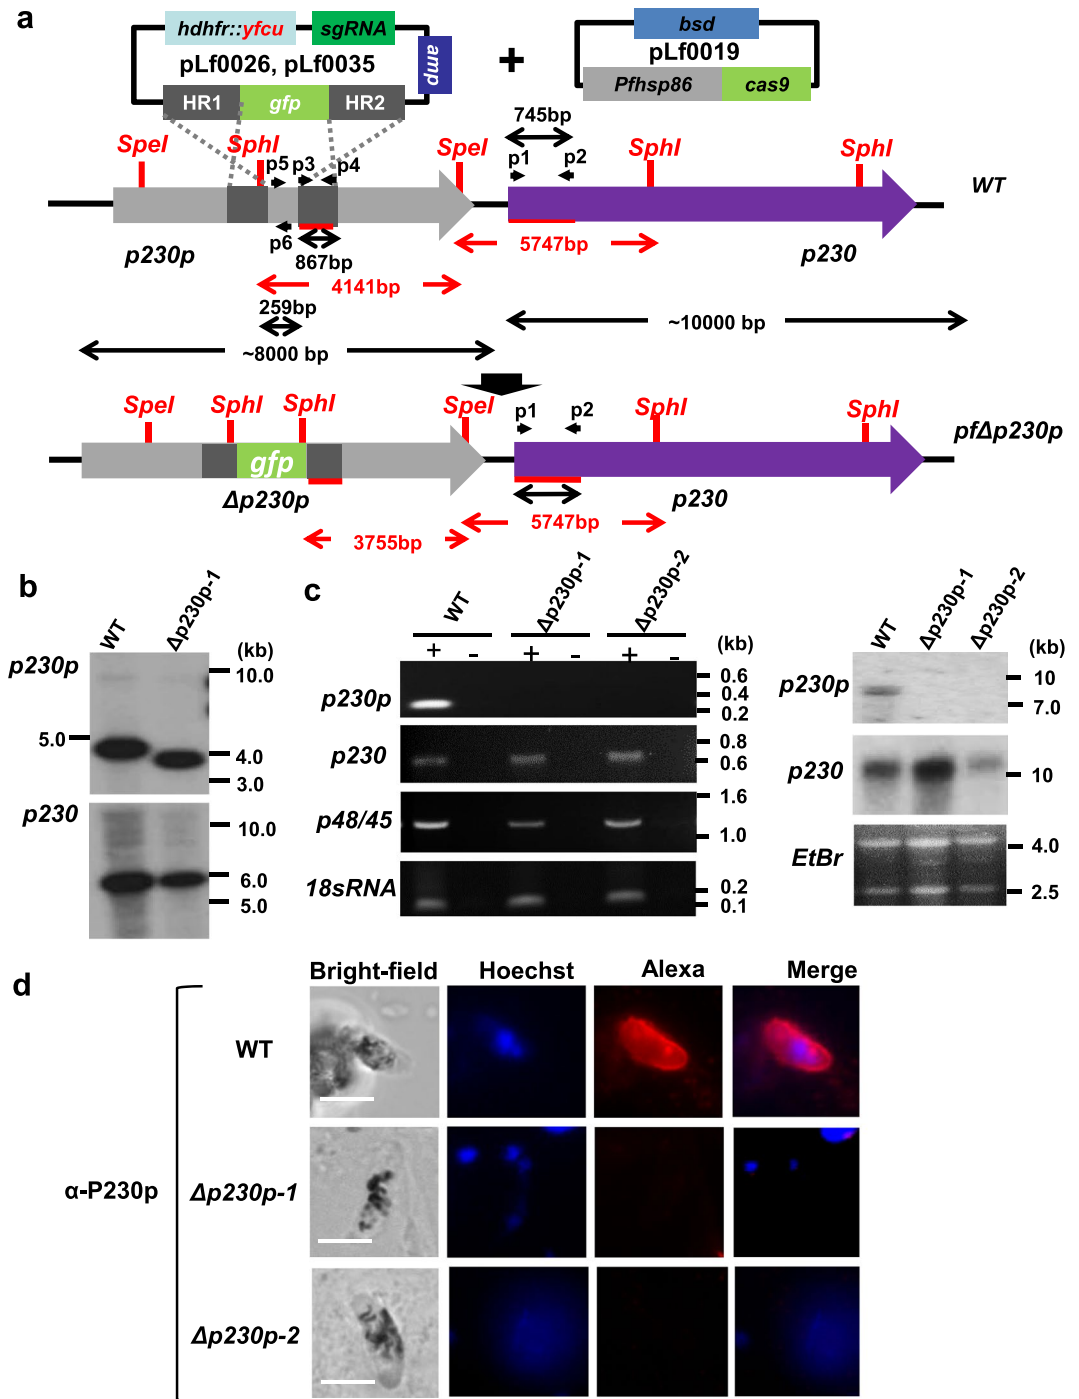 a
hdhfr::yfcu
sgRNA
amp
pLf0026, pLf0035
HR1
gfp
HR2
+
bsd
pLf0019
Pfhsp86
cas9
745bp
SpeI
SphI
SpeI
SphI
SphI
p5
p3
p4
p1
p2
WT
p6
p230p
867bp
5747bp
p230
4141bp
259bp
~8000 bp
~10000 bp
SpeI
SphI
SphI
SpeI
p1
p2
SphI
SphI
pfΔp230p
gfp
Δp230p
p230
5747bp
3755bp
b
WT
Δp230p-1
(kb)
p230p
10.0
5.0
4.0
3.0
p230
10.0
6.0
5.0
c
WT
Δp230p-1
Δp230p-2
+ - + - + -
(kb)
p230p
0.6
0.4
0.2
p230
0.8
0.6
p48/45
1.6
1.0
18sRNA
0.2
0.1
WT
Δp230p-1
Δp230p-2
(kb)
p230p
10
7.0
p230
10
EtBr
4.0
2.5
d
Bright-field
Hoechst
Alexa
Merge
WT
α-P230p
Δp230p-1
Δp230p-2